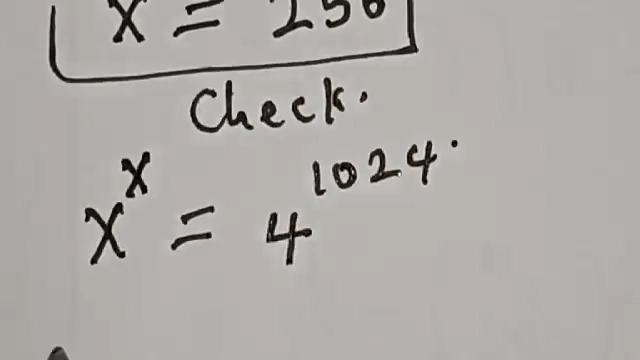 x = 256
Check.
x^x = 4^1024.